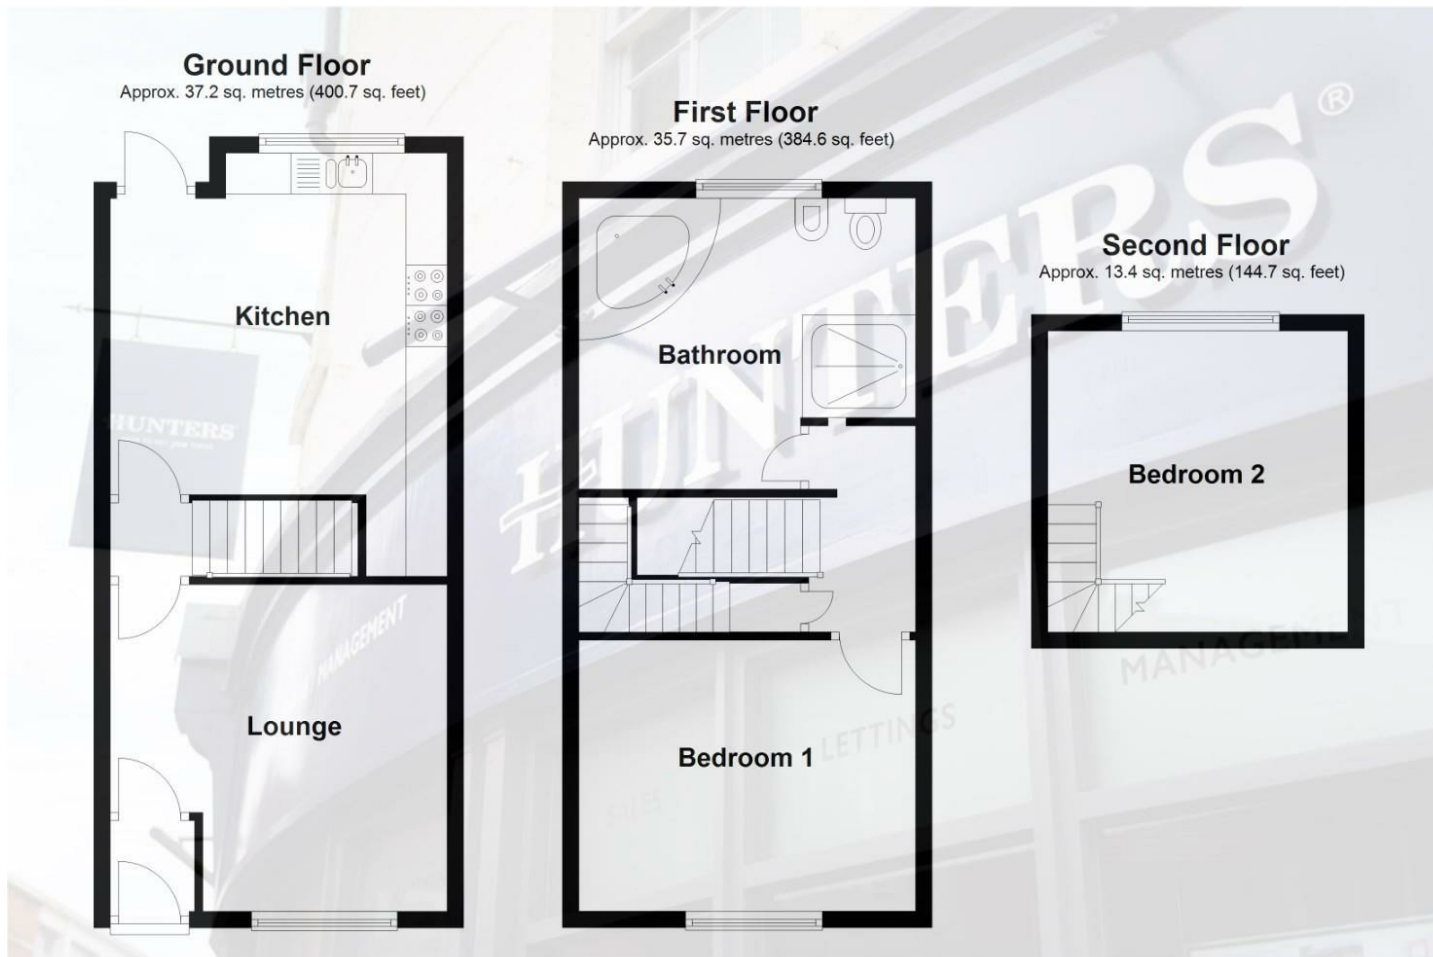 Ground Floor
Approx. 37.2 sq. metres (400.7 sq. feet)
First Floor
Approx. 35.7 sq. metres (384.6 sq. feet)
Second Floor
Approx. 13.4 sq. metres (144.7 sq. feet)
Kitchen
Bathroom
Bedroom 2
Lounge
Bedroom 1
HUNTERS®
HUNTERS
MANAGEMENT
SALES
LETTINGS
MANAGEMENT